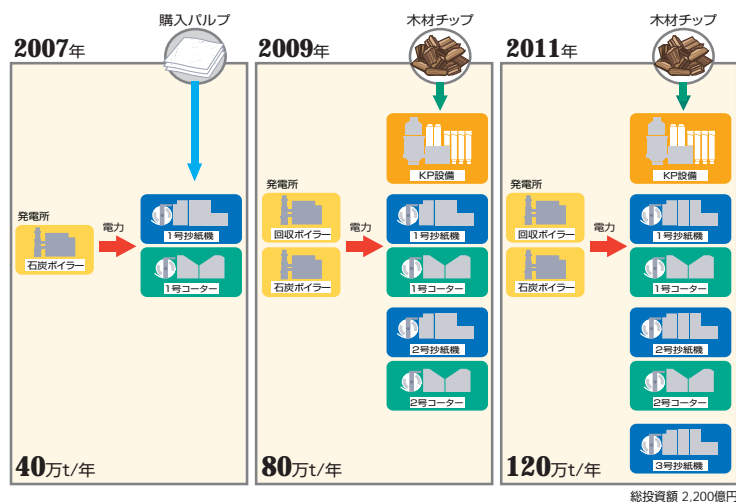 2007年
購入パルプ
発電所
石炭ボイラー
電力
1号抄紙機
1号コーター
40万t/年
2009年
木材チップ
KP設備
発電所
回収ボイラー
石炭ボイラー
電力
1号抄紙機
1号コーター
2号抄紙機
2号コーター
80万t/年
2011年
木材チップ
KP設備
発電所
回収ボイラー
石炭ボイラー
電力
1号抄紙機
1号コーター
2号抄紙機
2号コーター
3号抄紙機
120万t/年
総投資額 2,200億円